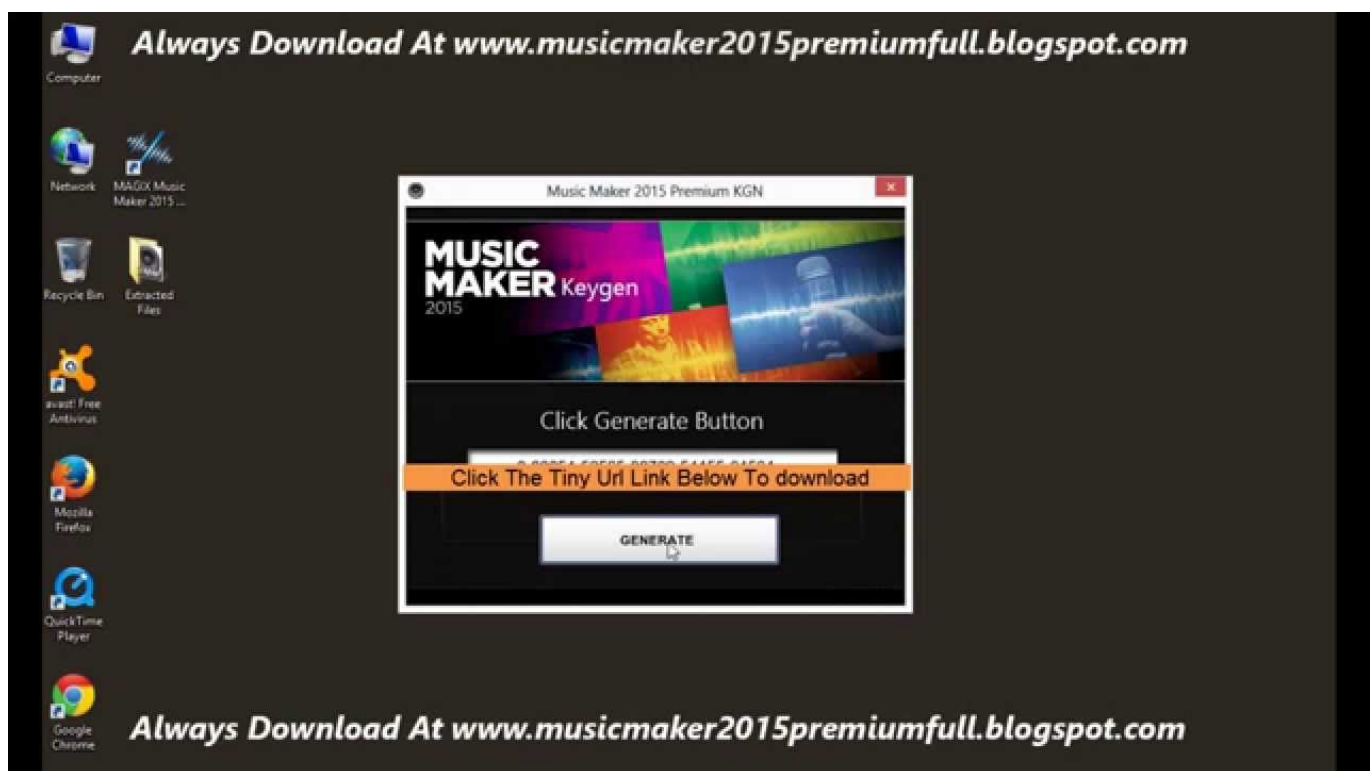 Always Download At www.musicmaker2015premiumfull.blogspot.com
Computer
Network
MAGIX Music
Maker 2015 ...
Recycle Bin
Extracted
Files
avast! Free
Antivirus
Mozilla
Firefox
QuickTime
Player
Google
Chrome
Music Maker 2015 Premium KGN
MUSIC
MAKER Keygen
2015
Click Generate Button
Click The Tiny Url Link Below To download
GENERATE
Always Download At www.musicmaker2015premiumfull.blogspot.com